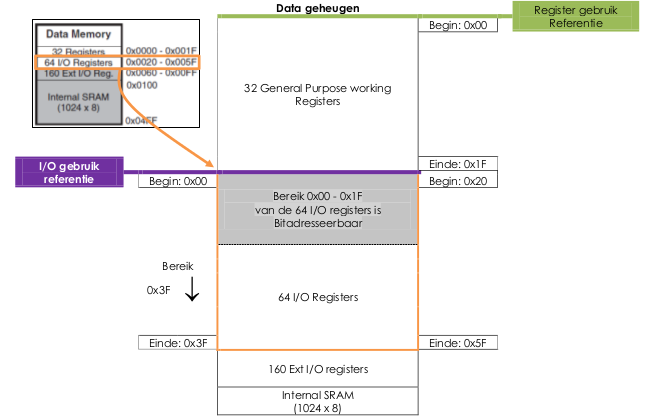 Data geheugen
Register gebruik
Referentie
Begin: 0x00
Data Memory
32 Registers
0x0000 - 0x001F
64 I/O Registers
0x0020 - 0x005F
160 Ext I/O Reg.
0x0060 - 0x00FF
0x0100
Internal SRAM
(1024 x 8)
0x04FF
32 General Purpose working
Registers
Einde: 0x1F
I/O gebruik
referentie
Begin: 0x00
Begin: 0x20
Bereik 0x00 - 0x1F
van de 64 I/O registers is
Bitadresseerbaar
Bereik
0x3F
64 I/O Registers
Einde: 0x3F
Einde: 0x5F
160 Ext I/O registers
Internal SRAM
(1024 x 8)